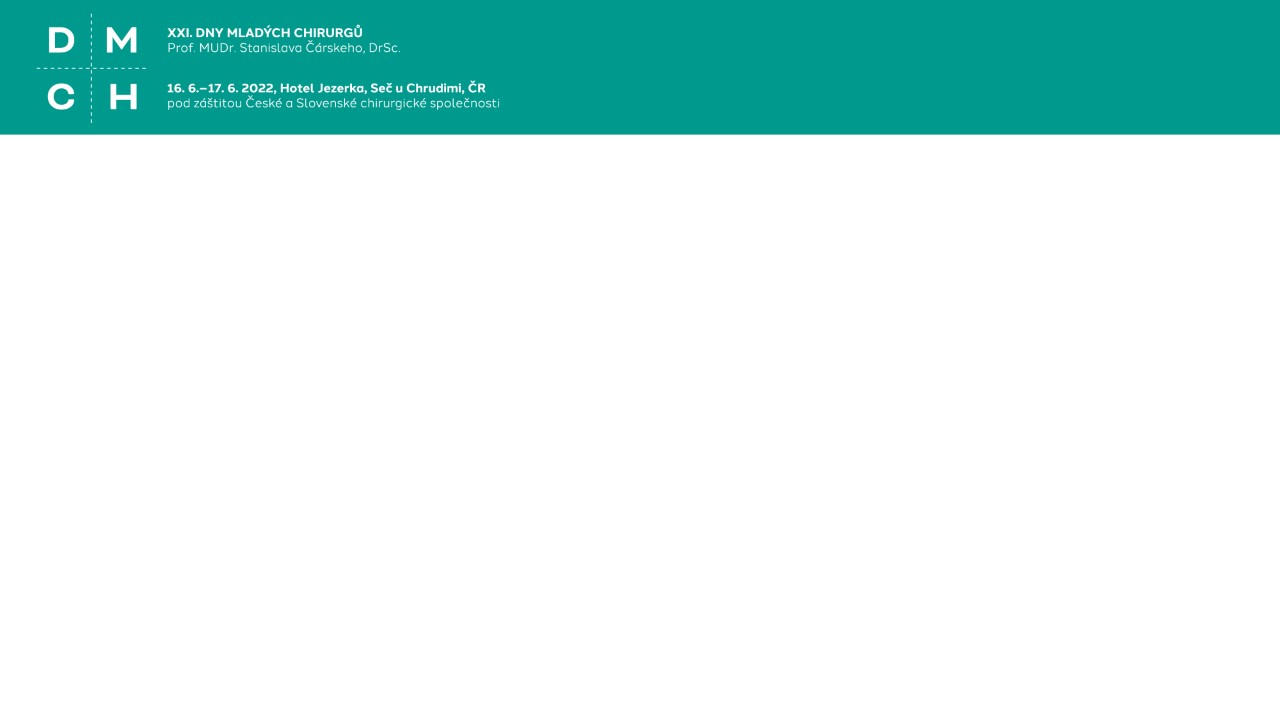 D M
C H
XXI. DNY MLADÝCH CHIRURGŮ
Prof. MUDr. Stanislava Čárskeho, DrSc.
16. 6.–17. 6. 2022, Hotel Jezerka, Seč u Chrudimi, ČR
pod záštitou České a Slovenské chirurgické společnosti